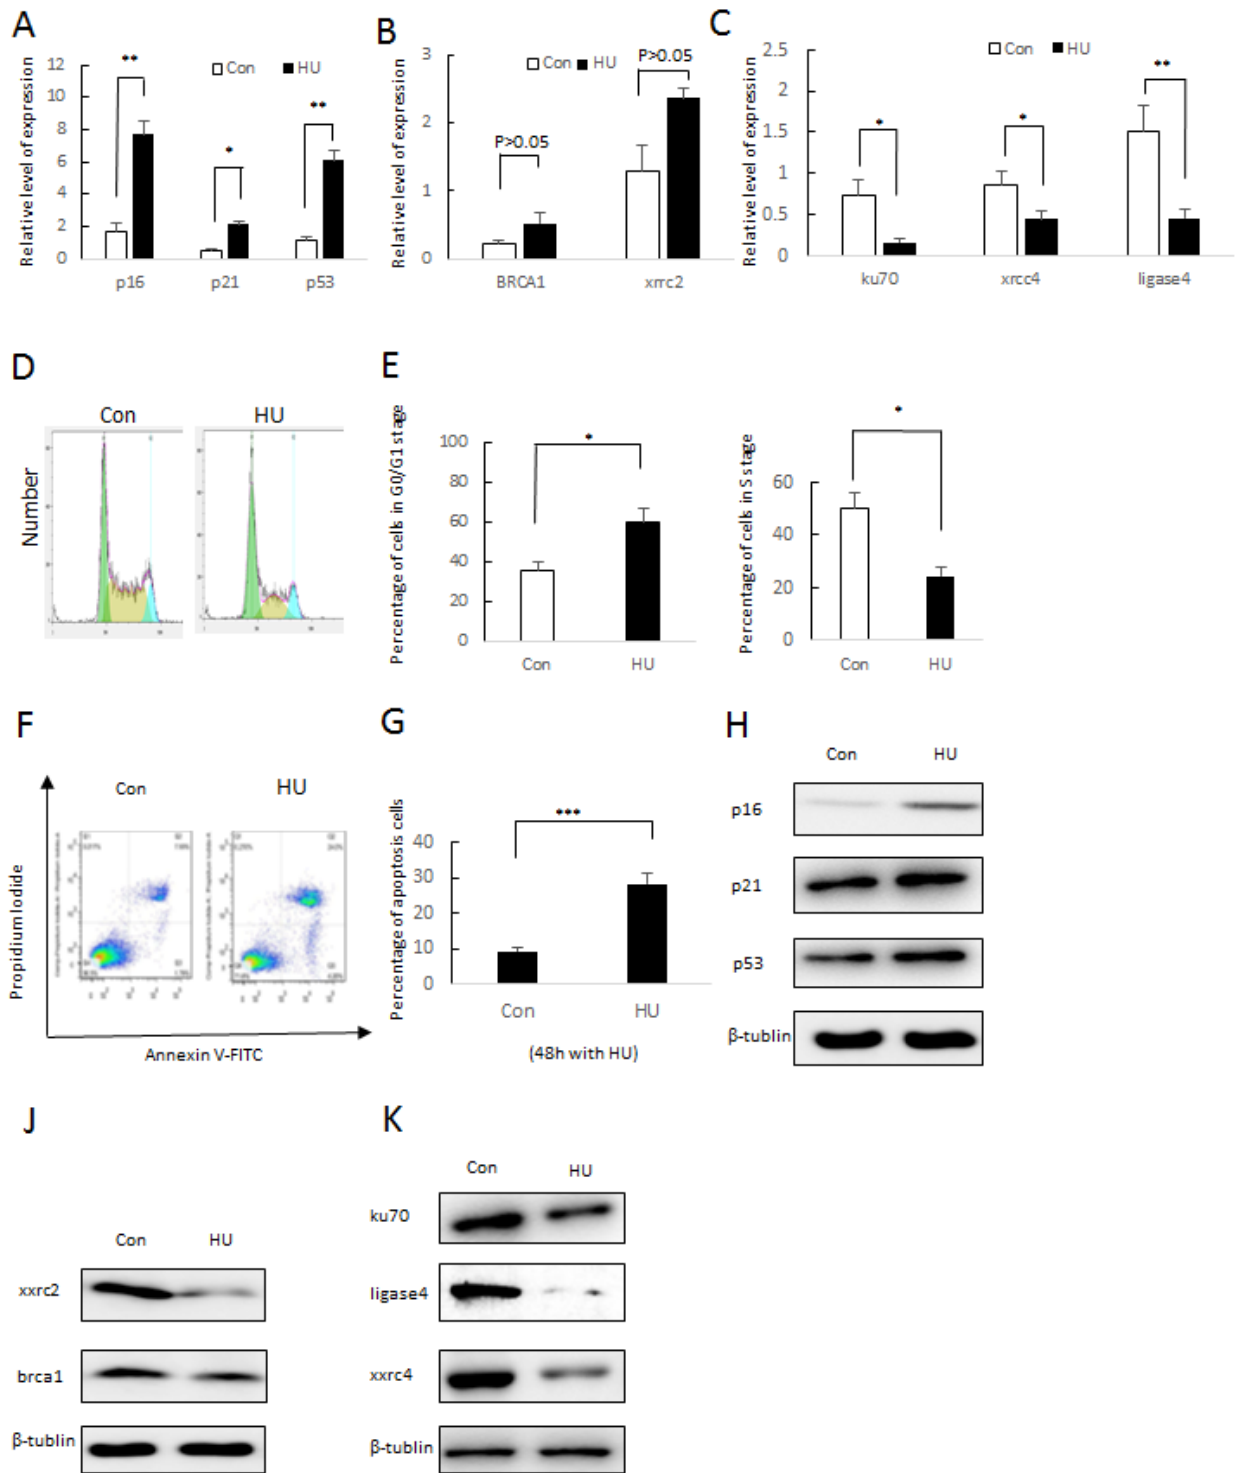 A
Relative level of expression
12
10
8
6
4
2
0
Con
HU
**
*
**
p16
p21
p53
B
Relative level of expression
3
2
1
0
Con
HU
P>0.05
P>0.05
BRCA1
xrrc2
C
Relative level of expression
2.5
2
1.5
1
0.5
0
Con
HU
*
*
**
ku70
xrcc4
ligase4
D
Con
HU
Number
E
Percentage of cells in G0/G1 stage
100
80
60
40
20
0
*
Con
HU
Percentage of cells in S stage
60
40
20
0
*
Con
HU
F
Con
HU
Propidium Iodide
Annexin V-FITC
G
Percentage of apoptosis cells
40
30
20
10
0
***
Con
HU
(48h with HU)
H
Con
HU
p16
p21
p53
β-tublin
J
Con
HU
xxrc2
brca1
β-tublin
K
Con
HU
ku70
ligase4
xxrc4
β-tublin